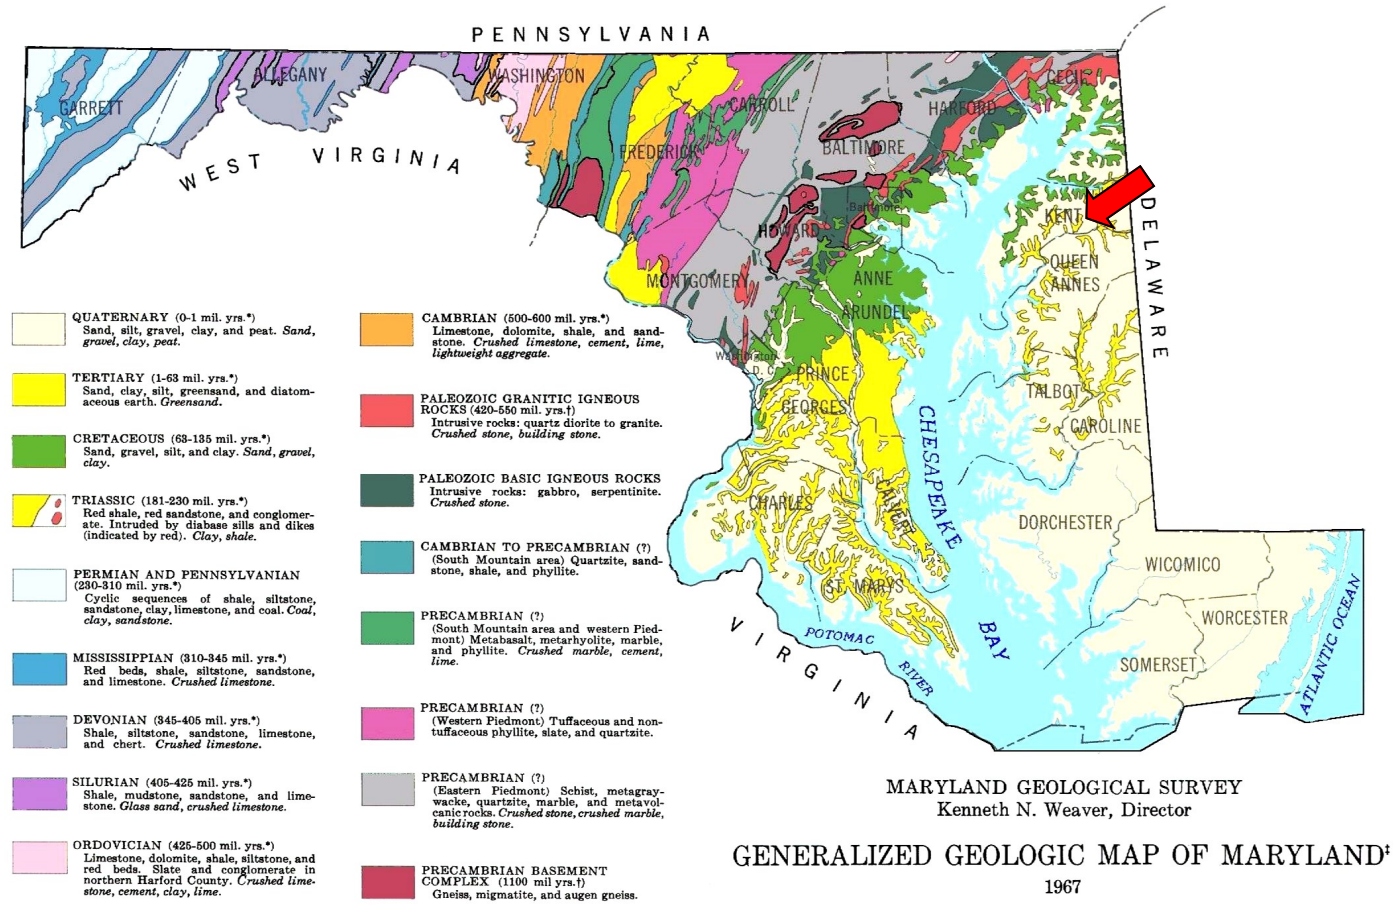 PENNSYLVANIA
GARRETT
ALLEGANY
WASHINGTON
FREDERICK
CARROLL
BALTIMORE
HARFORD
CECIL
WEST VIRGINIA
HOWARD
Baltimore
MONTGOMERY
ANNE
ARUNDEL
KENT
QUEEN
ANNES
DELAWARE
Washington
D. C.
PRINCE
GEORGES
TALBOT
CAROLINE
CHESAPEAKE
BAY
CHARLES
CALVERT
ST. MARYS
DORCHESTER
WICOMICO
WORCESTER
SOMERSET
POTOMAC
RIVER
VIRGINIA
ATLANTIC OCEAN
QUATERNARY (0-1 mil. yrs.*)
Sand, silt, gravel, clay, and peat. Sand,
gravel, clay, peat.
TERTIARY (1-63 mil. yrs.*)
Sand, clay, silt, greensand, and diatom-
aceous earth. Greensand.
CRETACEOUS (63-135 mil. yrs.*)
Sand, gravel, silt, and clay. Sand, gravel,
clay.
TRIASSIC (181-230 mil. yrs.*)
Red shale, red sandstone, and conglomer-
ate. Intruded by diabase sills and dikes
(indicated by red). Clay, shale.
PERMIAN AND PENNSYLVANIAN
(230-310 mil. yrs.*)
Cyclic sequences of shale, siltstone,
sandstone, clay, limestone, and coal. Coal,
clay, sandstone.
MISSISSIPPIAN (310-345 mil. yrs.*)
Red beds, shale, siltstone, sandstone,
and limestone. Crushed limestone.
DEVONIAN (345-405 mil. yrs.*)
Shale, siltstone, sandstone, limestone,
and chert. Crushed limestone.
SILURIAN (405-425 mil. yrs.*)
Shale, mudstone, sandstone, and lime-
stone. Glass sand, crushed limestone.
ORDOVICIAN (425-500 mil. yrs.*)
Limestone, dolomite, shale, siltstone, and
red beds. Slate and conglomerate in
northern Harford County. Crushed lime-
stone, cement, clay, lime.
CAMBRIAN (500-600 mil. yrs.*)
Limestone, dolomite, shale, and sand-
stone. Crushed limestone, cement, lime,
lightweight aggregate.
PALEOZOIC GRANITIC IGNEOUS
ROCKS (420-550 mil. yrs.†)
Intrusive rocks: quartz diorite to granite.
Crushed stone, building stone.
PALEOZOIC BASIC IGNEOUS ROCKS
Intrusive rocks: gabbro, serpentinite.
Crushed stone.
CAMBRIAN TO PRECAMBRIAN (?)
(South Mountain area) Quartzite, sand-
stone, shale, and phyllite.
PRECAMBRIAN (?)
(South Mountain area and western Pied-
mont) Metabasalt, metarhyolite, marble,
and phyllite. Crushed marble, cement,
lime.
PRECAMBRIAN (?)
(Western Piedmont) Tuffaceous and non-
tuffaceous phyllite, slate, and quartzite.
PRECAMBRIAN (?)
(Eastern Piedmont) Schist, metagray-
wacke, quartzite, marble, and metavol-
canic rocks. Crushed stone, crushed marble,
building stone.
PRECAMBRIAN BASEMENT
COMPLEX (1100 mil yrs.†)
Gneiss, migmatite, and augen gneiss.
MARYLAND GEOLOGICAL SURVEY
Kenneth N. Weaver, Director
GENERALIZED GEOLOGIC MAP OF MARYLAND‡
1967